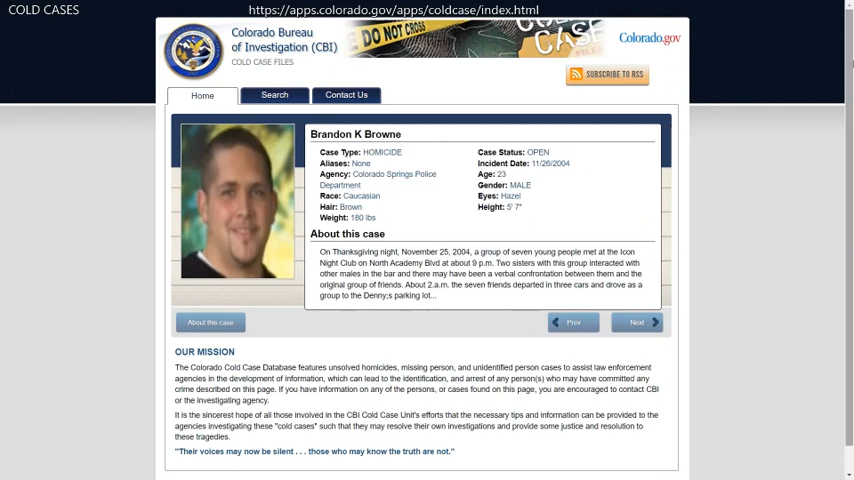 COLD CASES
https://apps.colorado.gov/apps/coldcase/index.html
Colorado Bureau
of Investigation (CBI)
COLD CASE FILES
DO NOT CROSS
CASE
FILES
Colorado.gov
SUBSCRIBE TO RSS
Home
Search
Contact Us
Brandon K Browne
Case Type: HOMICIDE
Aliases: None
Agency: Colorado Springs Police
Department
Race: Caucasian
Hair: Brown
Weight: 180 lbs
Case Status: OPEN
Incident Date: 11/26/2004
Age: 23
Gender: MALE
Eyes: Hazel
Height: 5' 7"
About this case
On Thanksgiving night, November 25, 2004, a group of seven young people met at the Icon
Night Club on North Academy Blvd at about 9 p.m. Two sisters with this group interacted with
other males in the bar and there may have been a verbal confrontation between them and the
original group of friends. About 2.a.m. the seven friends departed in three cars and drove as a
group to the Denny;s parking lot...
About this case
Prev
Next
OUR MISSION
The Colorado Cold Case Database features unsolved homicides, missing person, and unidentified person cases to assist law enforcement
agencies in the development of information, which can lead to the identification, and arrest of any person(s) who may have committed any
crime described on this page. If you have information on any of the persons, or cases found on this page, you are encouraged to contact CBI
or the investigating agency.
It is the sincerest hope of all those involved in the CBI Cold Case Unit's efforts that the necessary tips and information can be provided to the
agencies investigating these "cold cases" such that they may resolve their own investigations and provide some justice and resolution to
these tragedies.
"Their voices may now be silent . . . those who may know the truth are not."